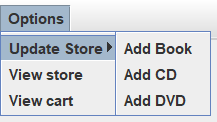 Options
Update Store
View store
View cart
Add Book
Add CD
Add DVD